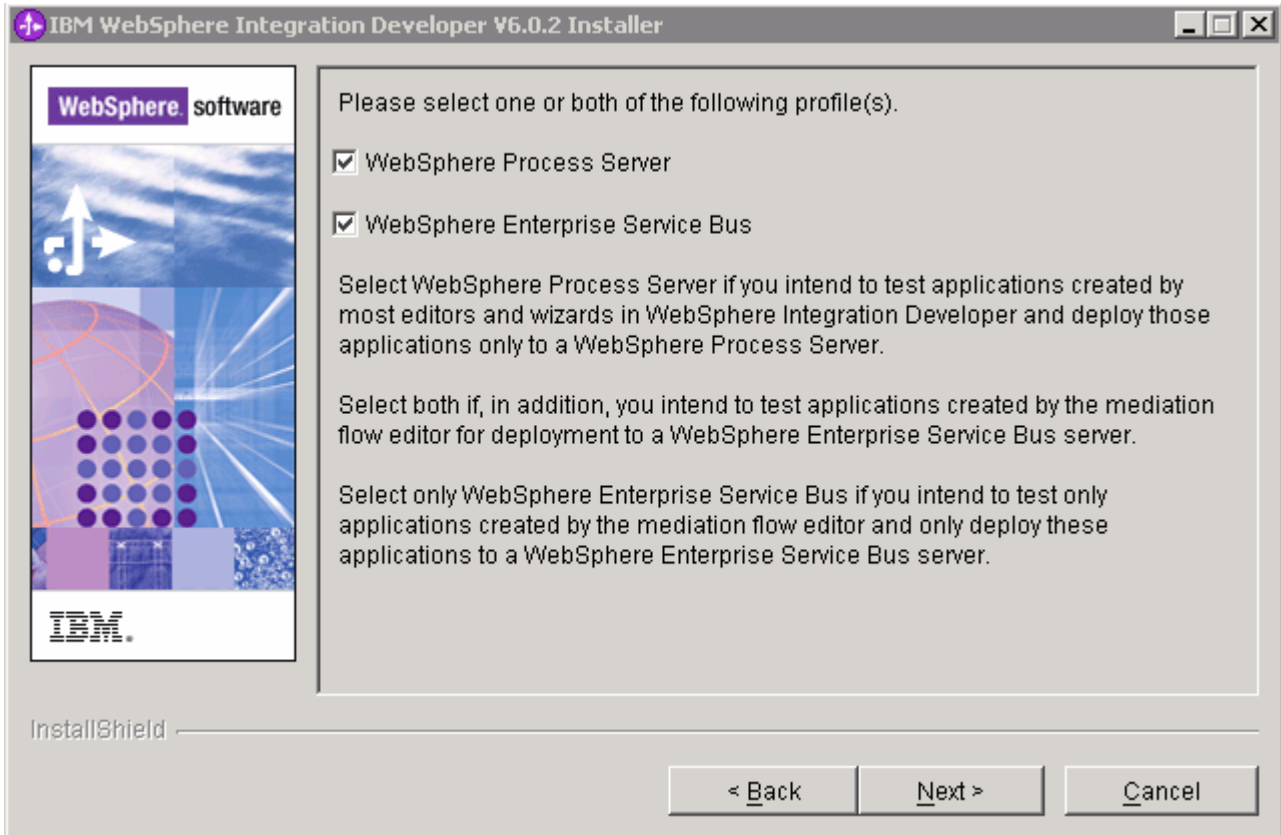 IBM WebSphere Integration Developer V6.0.2 Installer
WebSphere. software
Please select one or both of the following profile(s).
WebSphere Process Server
WebSphere Enterprise Service Bus
Select WebSphere Process Server if you intend to test applications created by
most editors and wizards in WebSphere Integration Developer and deploy those
applications only to a WebSphere Process Server.
Select both if, in addition, you intend to test applications created by the mediation
flow editor for deployment to a WebSphere Enterprise Service Bus server.
Select only WebSphere Enterprise Service Bus if you intend to test only
applications created by the mediation flow editor and only deploy these
applications to a WebSphere Enterprise Service Bus server.
IBM.
InstallShield
< Back
Next >
Cancel